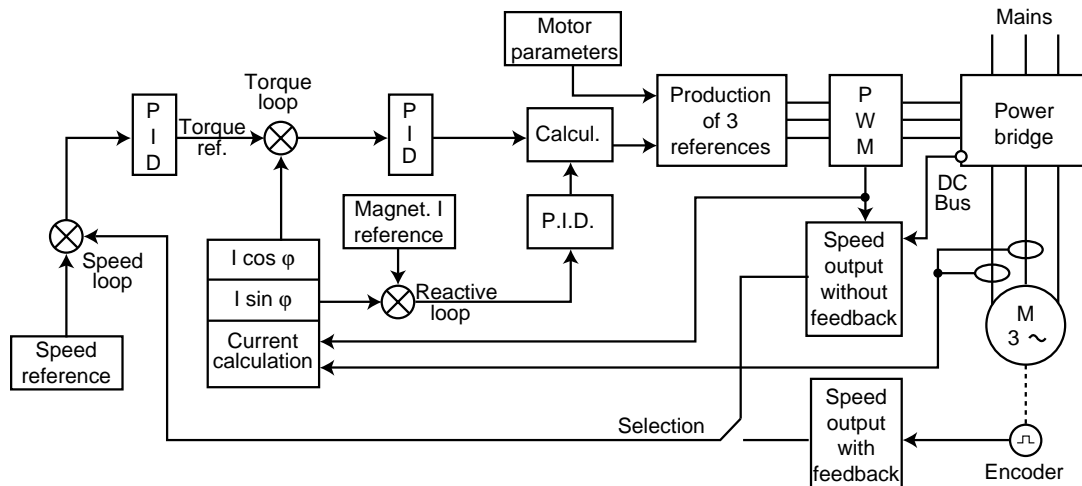 Mains
Motor
parameters
Torque
loop
P
I
D
Torque
ref.
P
I
D
Calcul.
Production
of 3
references
P
W
M
Power
bridge
DC
Bus
Magnet. I
reference
P.I.D.
Speed
loop
I cos φ
I sin φ
Current
calculation
Reactive
loop
Speed
output
without
feedback
M
3 ~
Speed
reference
Selection
Speed
output
with
feedback
Encoder